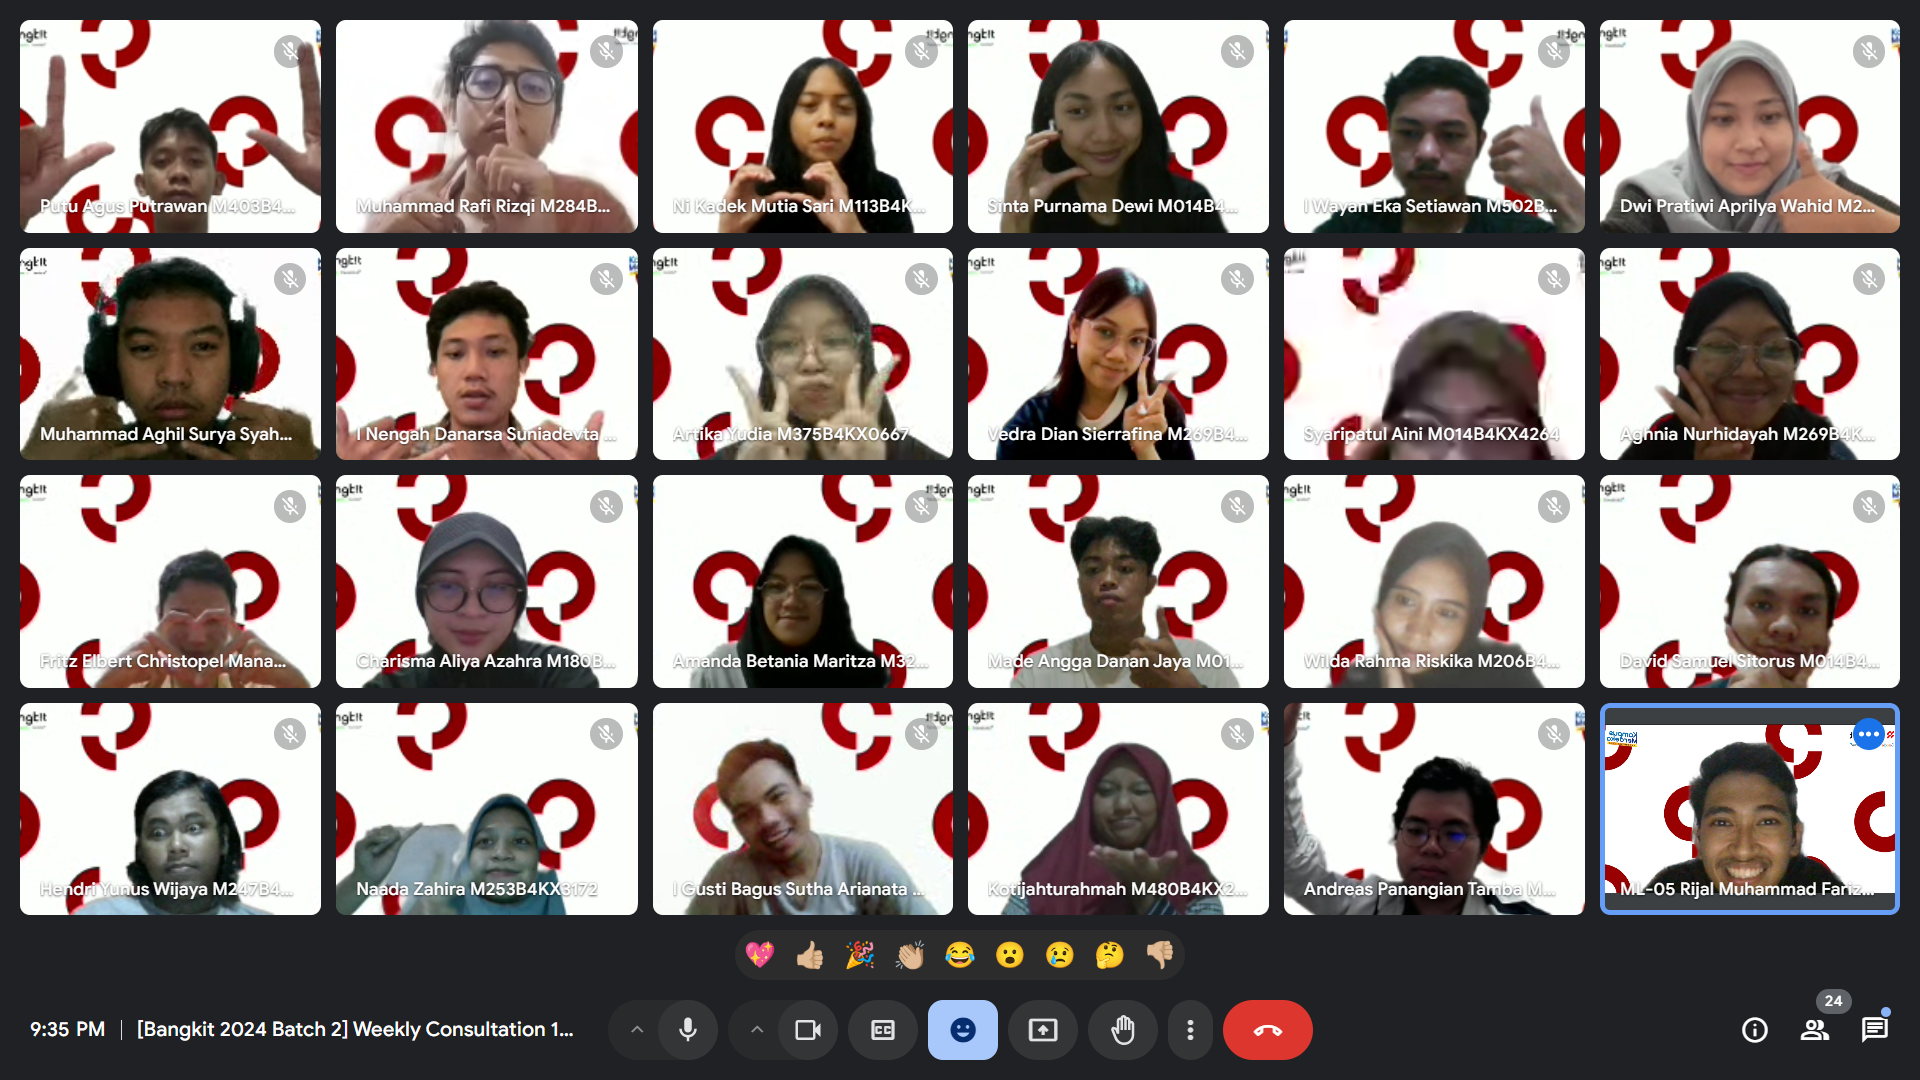 Putu Agus Putrawan M403B4...
Muhammad Rafi Rizqi M284B...
Ni Kadek Mutia Sari M113B4K...
Sinta Purnama Dewi M014B4...
I Wayan Eka Setiawan M502B...
Dwi Pratiwi Aprilya Wahid M2...
Muhammad Aghil Surya Syah...
I Nengah Danarsa Suniadevta ...
Artika Yudia M375B4KX0667
Vedra Dian Sierrafina M269B4...
Syaripatul Aini M014B4KX4264
Aghnia Nurhidayah M269B4K...
Fritz Elbert Christopel Mana...
Charisma Aliya Azahra M180B...
Amanda Betania Maritza M32...
Made Angga Danan Jaya M01...
Wilda Rahma Riskika M206B4...
David Samuel Sitorus M014B4...
Hendri Yunus Wijaya M247B4...
Naada Zahira M253B4KX3172
I Gusti Bagus Sutha Arianata ...
Kotijahturahmah M480B4KX2...
Andreas Panangian Tamba M...
Kampus
Merdeka
ML-05 Rijal Muhammad Fariz...
24
9:35 PM | [Bangkit 2024 Batch 2] Weekly Consultation 1...
CC